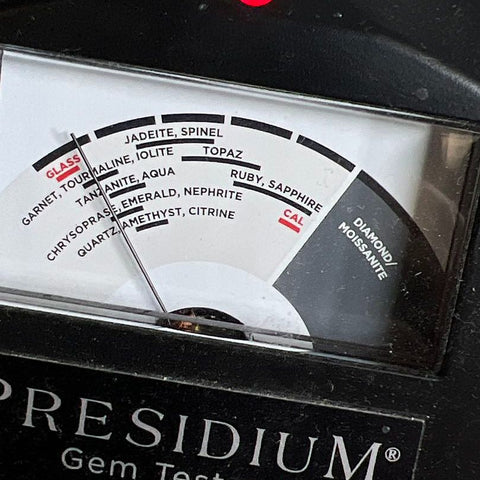 JADEITE, SPINEL
GLASS
TOPAZ
GARNET, TOURMALINE, IOLITE
RUBY, SAPPHIRE
TANZANITE, AQUA
CAL
CHRYSOPRASE, EMERALD, NEPHRITE
QUARTZ, AMETHYST, CITRINE
DIAMOND/
MOISSANITE
PRESIDIUM®
Gem